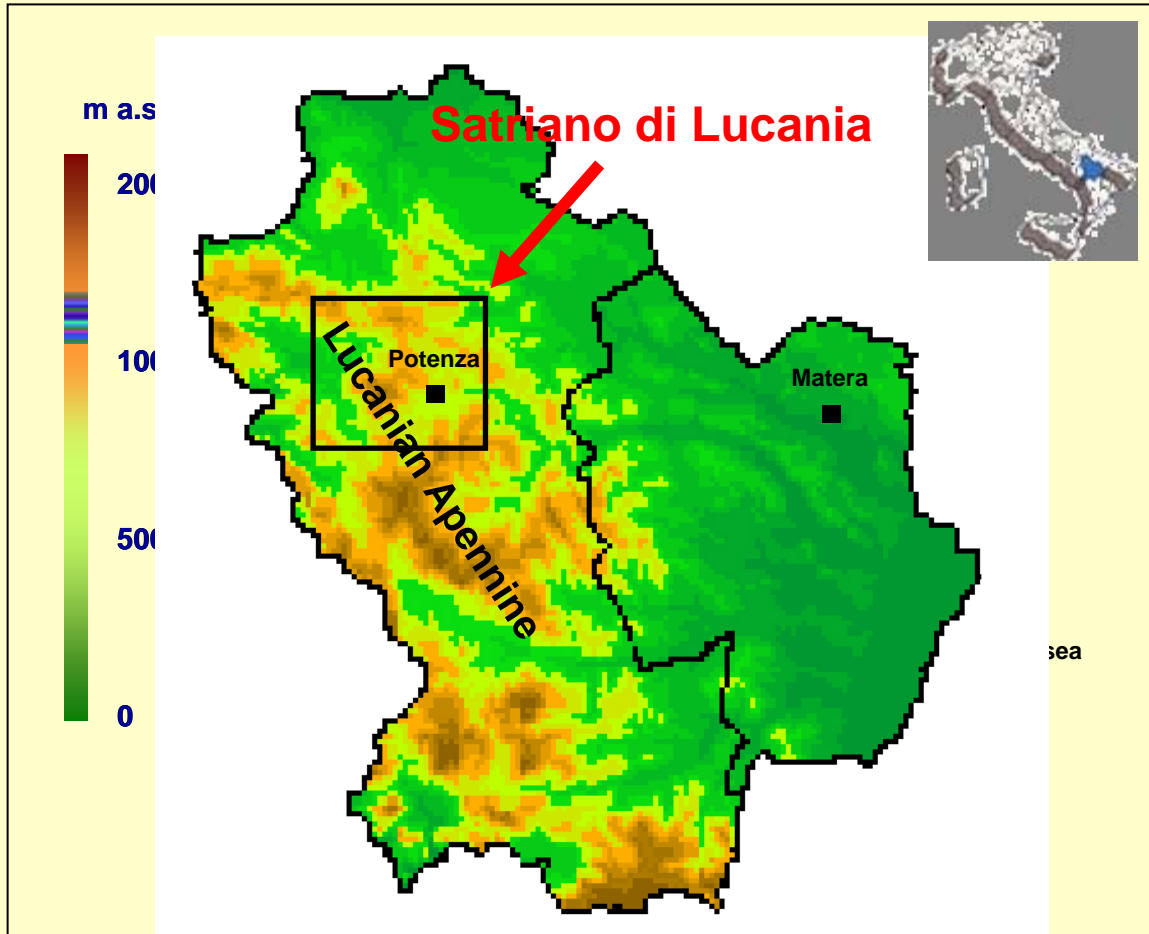 Satriano di Lucania
m a.s
200
100
500
0
Potenza
Matera
Lucanian Apennine
sea